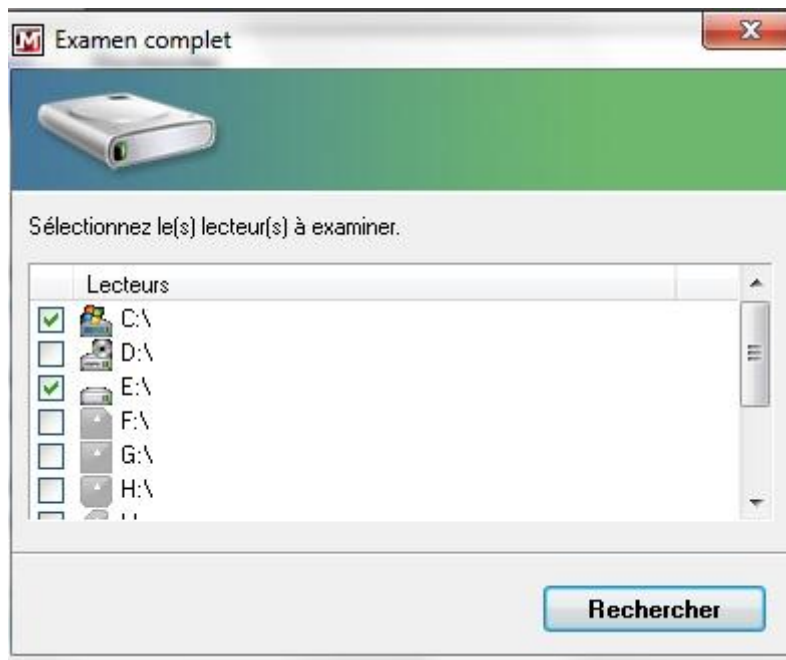 Examen complet
Sélectionnez le(s) lecteur(s) à examiner.
Lecteurs
C:\
D:\
E:\
F:\
G:\
H:\
Rechercher